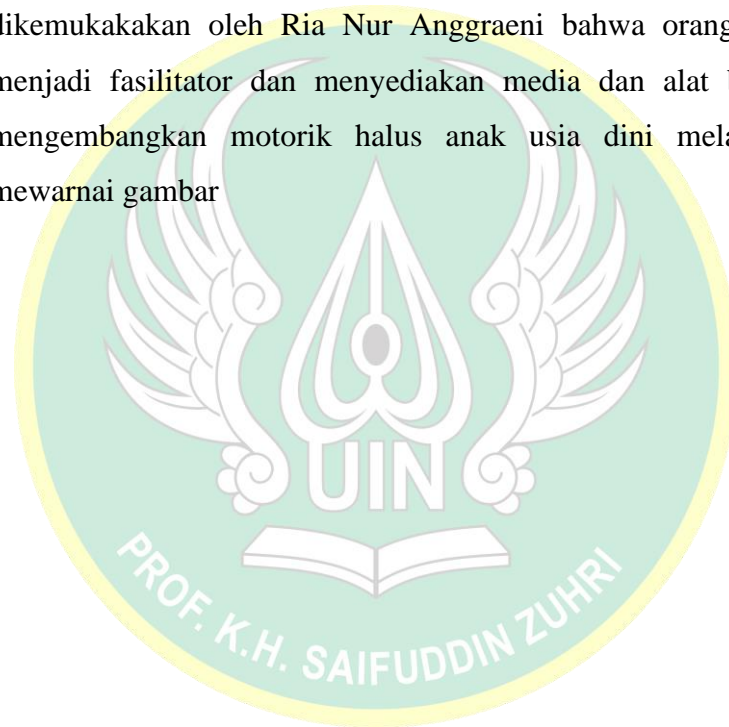 dikemukakakan oleh Ria Nur Anggraeni bahwa orang
menjadi fasilitator dan menyediakan media dan alat
mengembangkan motorik halus anak usia dini
mewarnai gambar
UIN
PROF. K.H. SAIFUDDIN ZUHRI